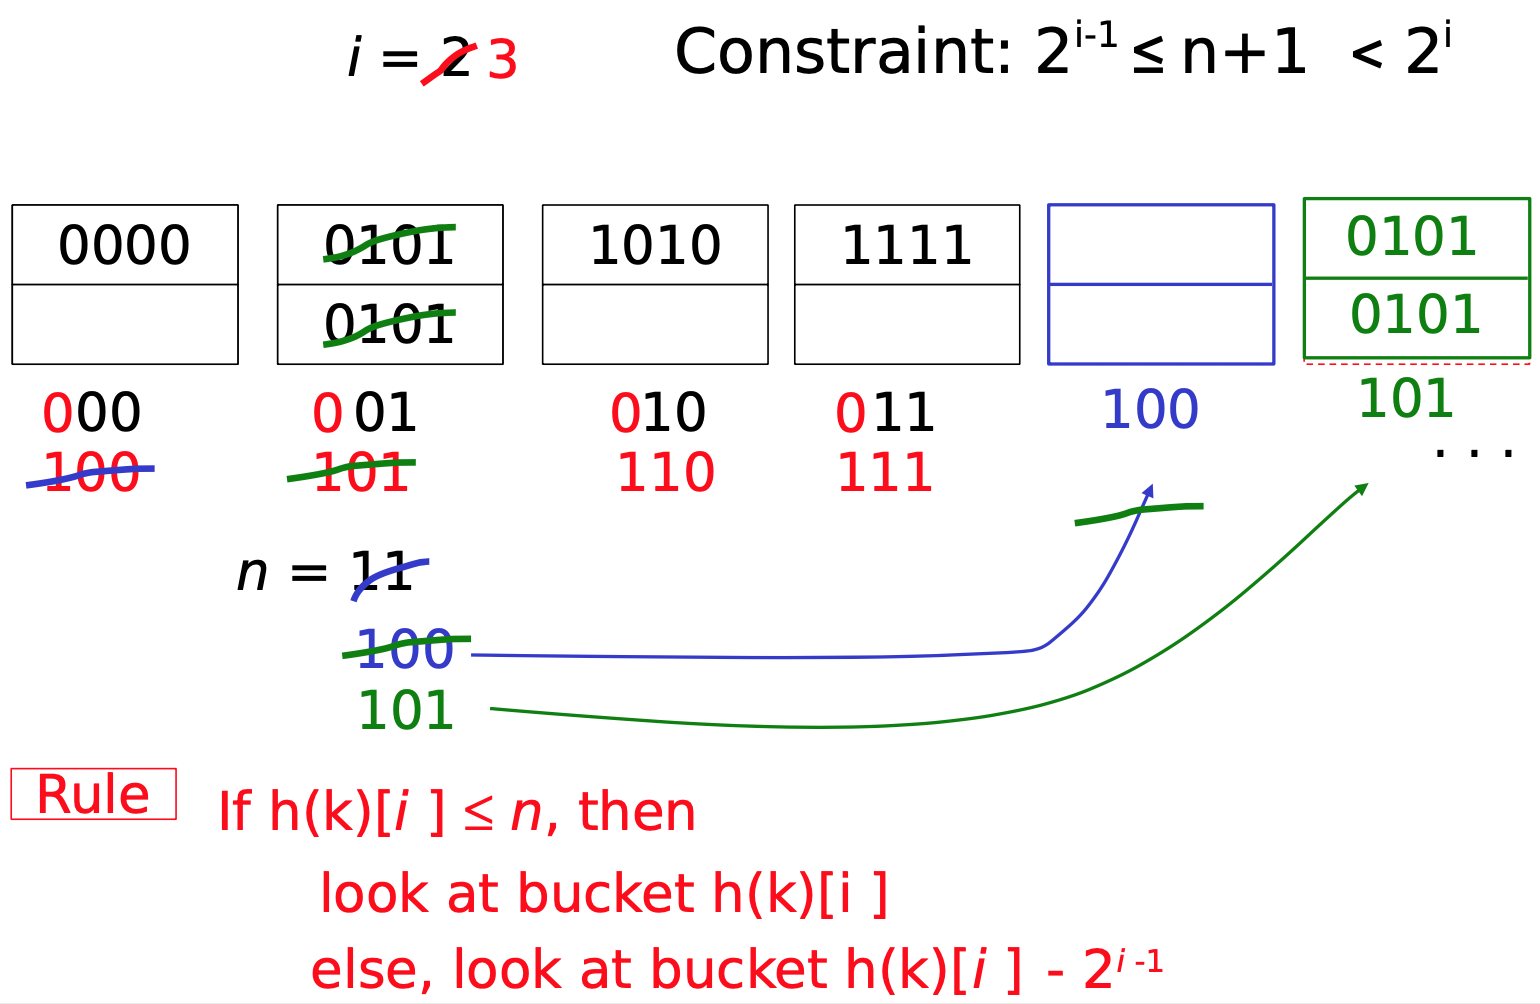 i = 2 3
Constraint: 2^{i-1} ≤ n+1 < 2^{i}
0000 0101 1010 1111 0101
0101 0101
000 001 010 011 100 101
100 101 110 111 . . .
n = 11
100
101
Rule
If h(k)[i ] ≤ n, then
look at bucket h(k)[i ]
else, look at bucket h(k)[i ] - 2^{i -1}